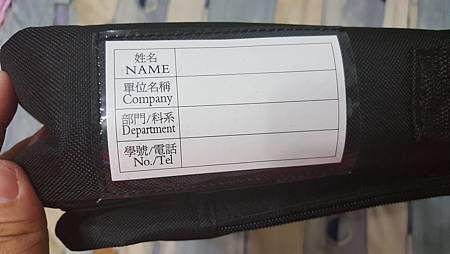 姓名
NAME
單位名稱
Company
部門/科系
Department
學號/電話
No./Tel